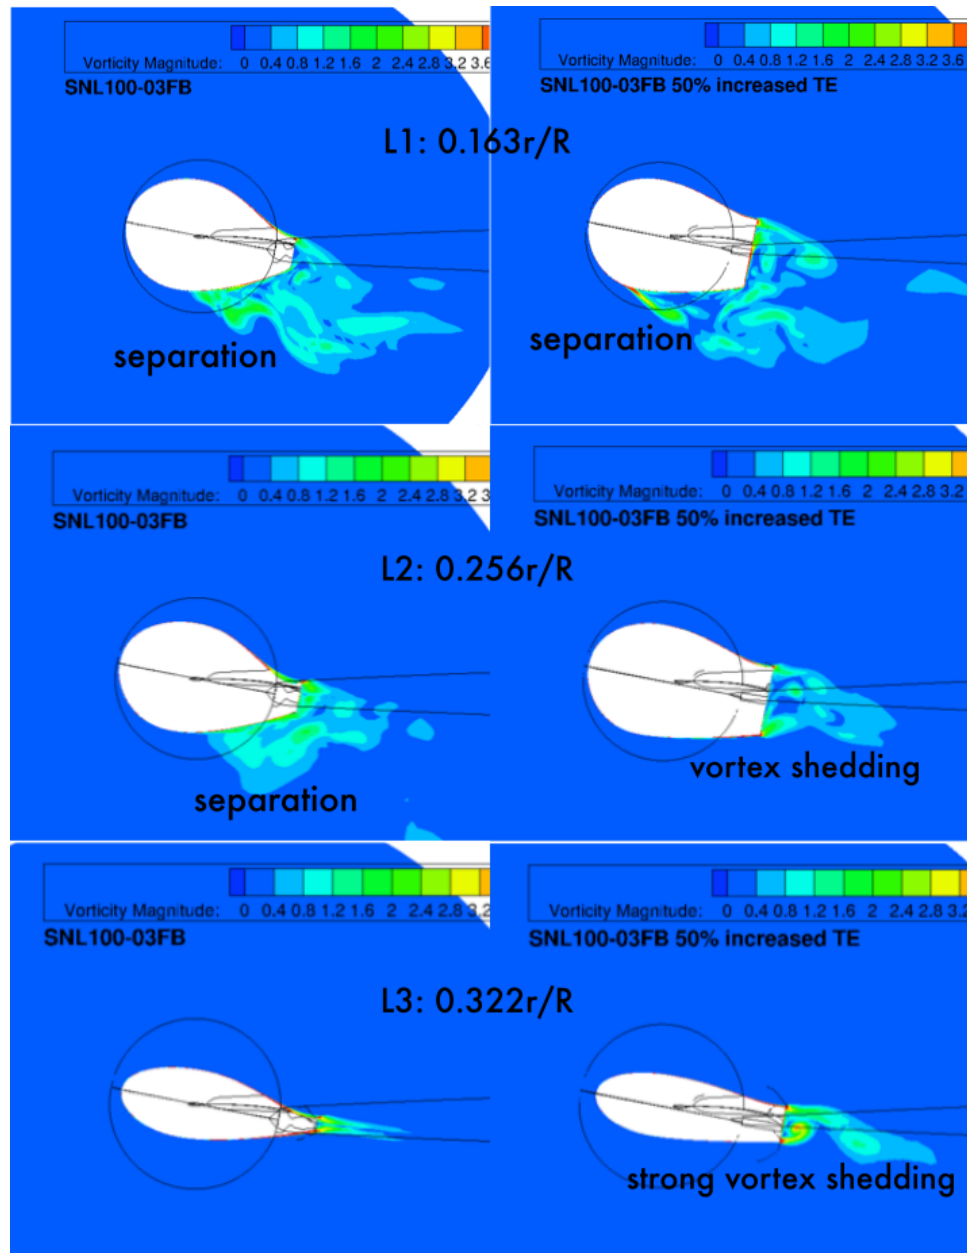 Vorticity Magnitude: 0 0.4 0.8 1.2 1.6 2 2.4 2.8 3.2 3.6
SNL100-03FB
Vorticity Magnitude: 0 0.4 0.8 1.2 1.6 2 2.4 2.8 3.2 3.6
SNL100-03FB 50% increased TE
L1: 0.163r/R
separation
separation
Vorticity Magnitude: 0 0.4 0.8 1.2 1.6 2 2.4 2.8 3.2 3
SNL100-03FB
Vorticity Magnitude: 0 0.4 0.8 1.2 1.6 2 2.4 2.8 3.2
SNL100-03FB 50% increased TE
L2: 0.256r/R
separation
vortex shedding
Vorticity Magnitude: 0 0.4 0.8 1.2 1.6 2 2.4 2.8 3.2
SNL100-03FB
Vorticity Magnitude: 0 0.4 0.8 1.2 1.6 2 2.4 2.8 3.2
SNL100-03FB 50% increased TE
L3: 0.322r/R
strong vortex shedding